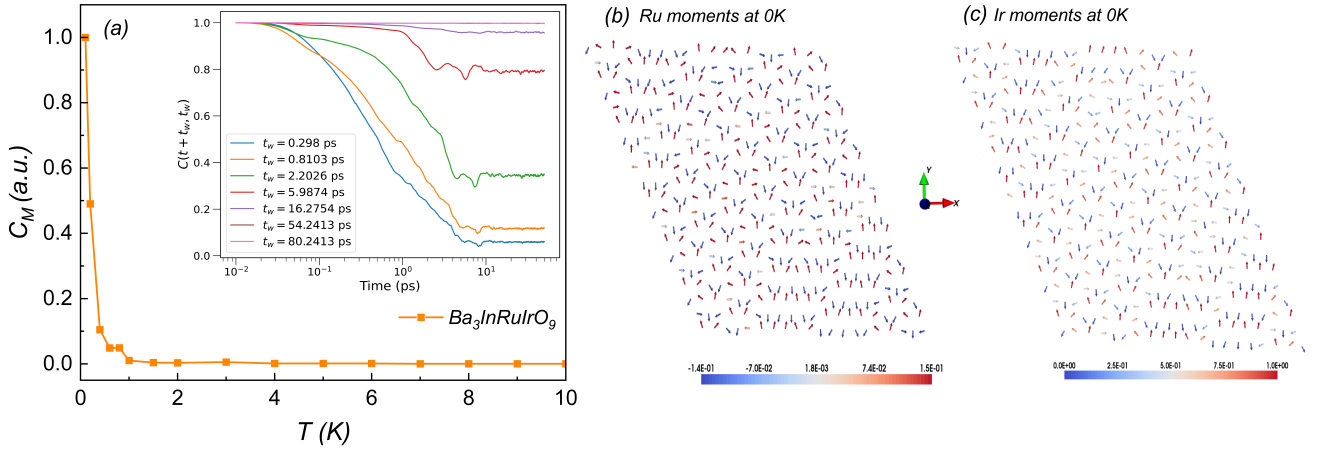 (a)
C_M (a.u.)
1.0
0.8
0.6
0.4
0.2
0.0
0
2
4
6
8
10
T (K)
Ba₃InRuIrO₉
C(t + t_w, t_w)
1.0
0.8
0.6
0.4
0.2
0.0
t_w = 0.298 ps
t_w = 0.8103 ps
t_w = 2.2026 ps
t_w = 5.9874 ps
t_w = 16.2754 ps
t_w = 54.2413 ps
t_w = 80.2413 ps
10⁻² 10⁻¹ 10⁰ 10¹
Time (ps)
(b) Ru moments at 0K
Y
X
-1.4E-01 -7.0E-02 1.8E-03 7.4E-02 1.5E-01
(c) Ir moments at 0K
0.0E+00 2.5E-01 5.0E-01 7.5E-01 1.0E+00